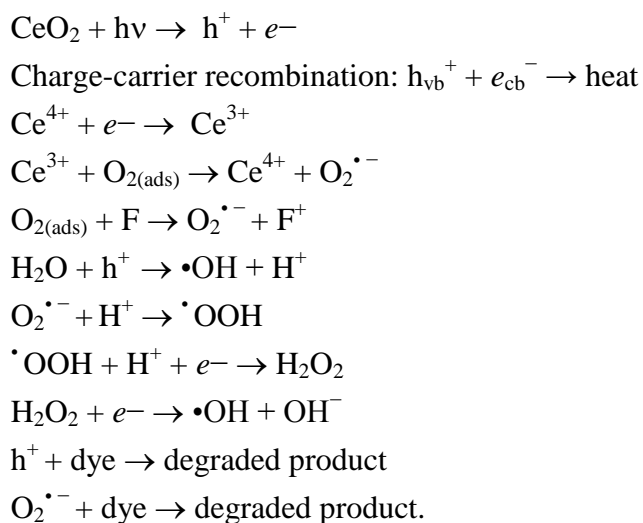 CeO₂ + hν → h⁺ + e−
Charge-carrier recombination: h_vb⁺ + e_cb⁻ → heat
Ce⁴⁺ + e− → Ce³⁺
Ce³⁺ + O₂₍ads₎ → Ce⁴⁺ + O₂•⁻
O₂₍ads₎ + F → O₂•⁻ + F⁺
H₂O + h⁺ → •OH + H⁺
O₂•⁻ + H⁺ → •OOH
•OOH + H⁺ + e− → H₂O₂
H₂O₂ + e− → •OH + OH⁻
h⁺ + dye → degraded product
O₂•⁻ + dye → degraded product.